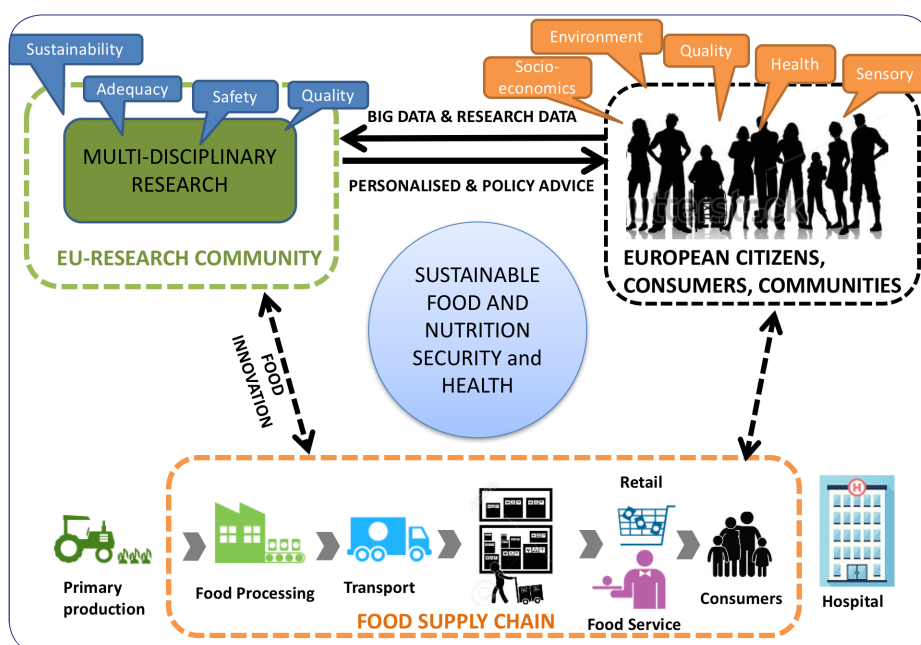 Sustainability
Adequacy
Safety
Quality
MULTI-DISCIPLINARY
RESEARCH
EU-RESEARCH COMMUNITY
BIG DATA & RESEARCH DATA
PERSONALISED & POLICY ADVICE
Socio-
economics
Environment
Quality
Health
Sensory
EUROPEAN CITIZENS,
CONSUMERS, COMMUNITIES
SUSTAINABLE
FOOD AND
NUTRITION
SECURITY and
HEALTH
FOOD
INNOVATION
Primary
production
Food Processing
Transport
Retail
Food Service
Consumers
H
Hospital
FOOD SUPPLY CHAIN